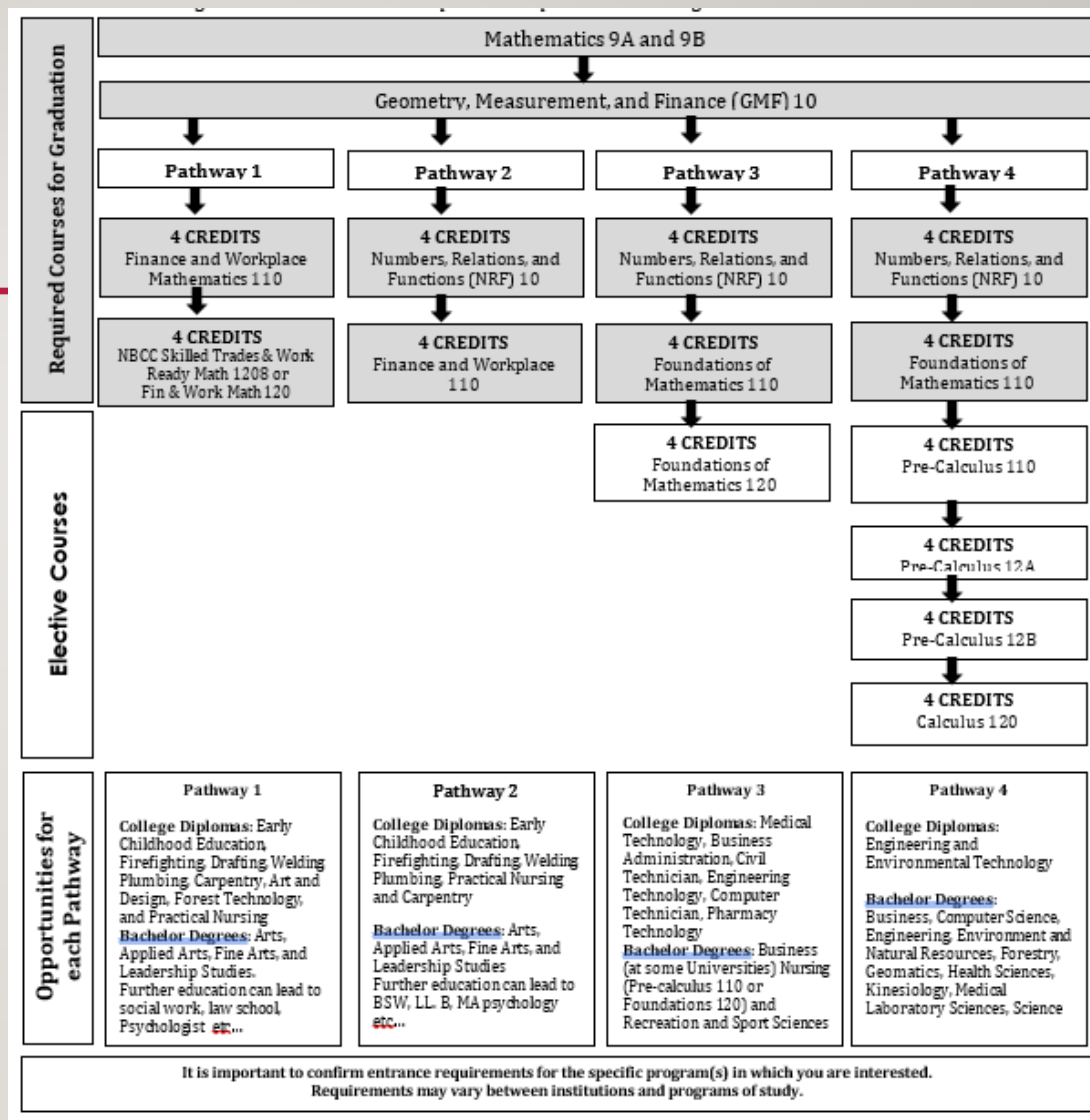 Required Courses for Graduation
Mathematics 9A and 9B
Geometry, Measurement, and Finance (GMF) 10
Pathway 1
Pathway 2
Pathway 3
Pathway 4
4 CREDITS
Finance and Workplace
Mathematics 110
4 CREDITS
Numbers, Relations, and
Functions (NRF) 10
4 CREDITS
Numbers, Relations, and
Functions (NRF) 10
4 CREDITS
Numbers, Relations, and
Functions (NRF) 10
4 CREDITS
NBCC Skilled Trades & Work
Ready Math 1208 or
Fin & Work Math 120
4 CREDITS
Finance and Workplace
110
4 CREDITS
Foundations of
Mathematics 110
4 CREDITS
Foundations of
Mathematics 110
Elective Courses
4 CREDITS
Foundations of
Mathematics 120
4 CREDITS
Pre-Calculus 110
4 CREDITS
Pre-Calculus 12A
4 CREDITS
Pre-Calculus 12B
4 CREDITS
Calculus 120
Opportunities for
each Pathway
Pathway 1
College Diplomas: Early
Childhood Education,
Firefighting, Drafting, Welding
Plumbing, Carpentry, Art and
Design, Forest Technology,
and Practical Nursing
Bachelor Degrees: Arts,
Applied Arts, Fine Arts, and
Leadership Studies.
Further education can lead to
social work, law school,
Psychologist etc...
Pathway 2
College Diplomas: Early
Childhood Education,
Firefighting, Drafting, Welding
Plumbing, Practical Nursing
and Carpentry
Bachelor Degrees: Arts,
Applied Arts, Fine Arts, and
Leadership Studies
Further education can lead to
BSW, LL. B, MA psychology
etc...
Pathway 3
College Diplomas: Medical
Technology, Business
Administration, Civil
Technician, Engineering
Technology, Computer
Technician, Pharmacy
Technology
Bachelor Degrees: Business
(at some Universities) Nursing
(Pre-calculus 110 or
Foundations 120) and
Recreation and Sport Sciences
Pathway 4
College Diplomas:
Engineering and
Environmental Technology
Bachelor Degrees:
Business, Computer Science,
Engineering, Environment and
Natural Resources, Forestry,
Geomatics, Health Sciences,
Kinesiology, Medical
Laboratory Sciences, Science
It is important to confirm entrance requirements for the specific program(s) in which you are interested.
Requirements may vary between institutions and programs of study.